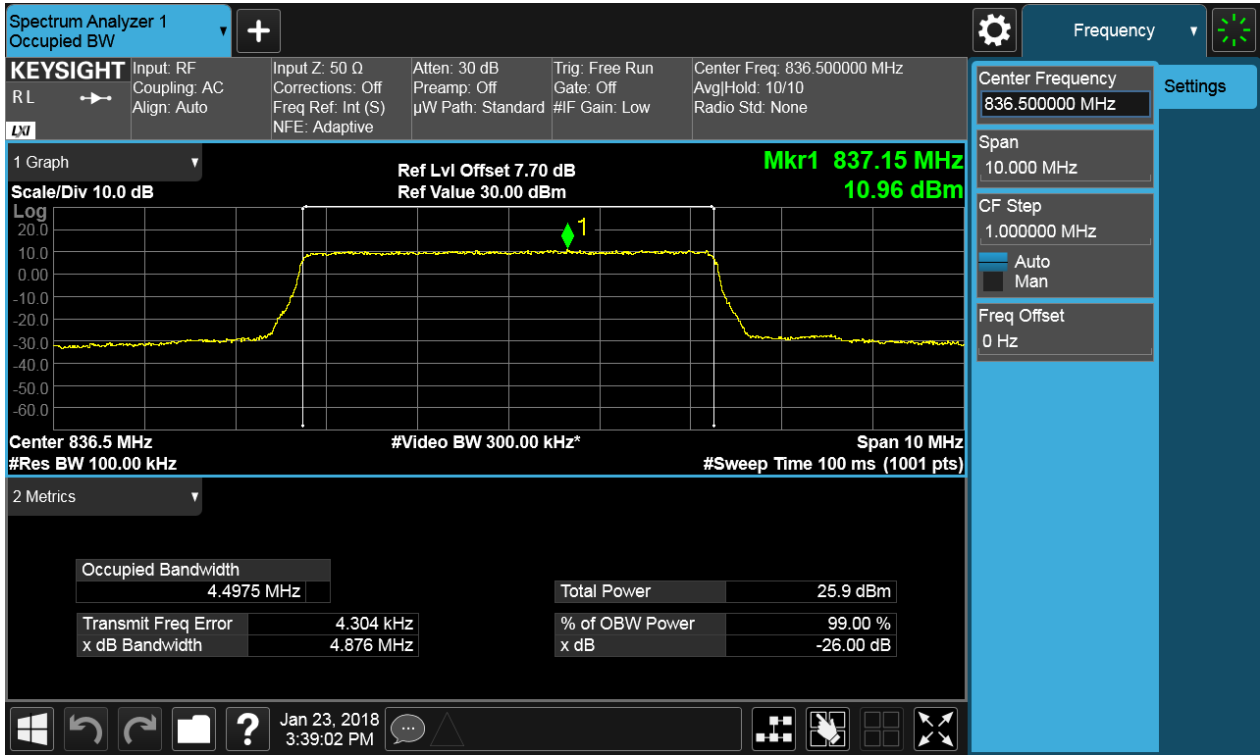 Spectrum Analyzer 1
Occupied BW
Frequency
KEYSIGHT
RL
LXI
Input: RF
Coupling: AC
Align: Auto
Input Z: 50 Ω
Corrections: Off
Freq Ref: Int (S)
NFE: Adaptive
Atten: 30 dB
Preamp: Off
µW Path: Standard
Trig: Free Run
Gate: Off
#IF Gain: Low
Center Freq: 836.500000 MHz
Avg|Hold: 10/10
Radio Std: None
Center Frequency
836.500000 MHz
Settings
Span
10.000 MHz
CF Step
1.000000 MHz
Auto
Man
Freq Offset
0 Hz
1 Graph
Scale/Div 10.0 dB
Ref Lvl Offset 7.70 dB
Ref Value 30.00 dBm
Mkr1 837.15 MHz
10.96 dBm
Log
20.0
10.0
0.00
-10.0
-20.0
-30.0
-40.0
-50.0
-60.0
1
Center 836.5 MHz
#Video BW 300.00 kHz*
Span 10 MHz
#Res BW 100.00 kHz
#Sweep Time 100 ms (1001 pts)
2 Metrics
Occupied Bandwidth
4.4975 MHz
Total Power 25.9 dBm
Transmit Freq Error 4.304 kHz
% of OBW Power 99.00 %
x dB Bandwidth 4.876 MHz
x dB -26.00 dB
?
Jan 23, 2018
3:39:02 PM